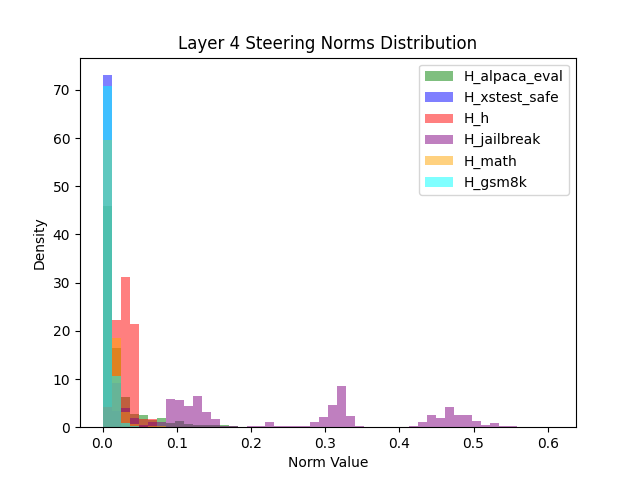 Layer 4 Steering Norms Distribution
H_alpaca_eval
H_xstest_safe
H_h
H_jailbreak
H_math
H_gsm8k
70
60
50
40
30
20
10
0
Density
0.0 0.1 0.2 0.3 0.4 0.5 0.6
Norm Value